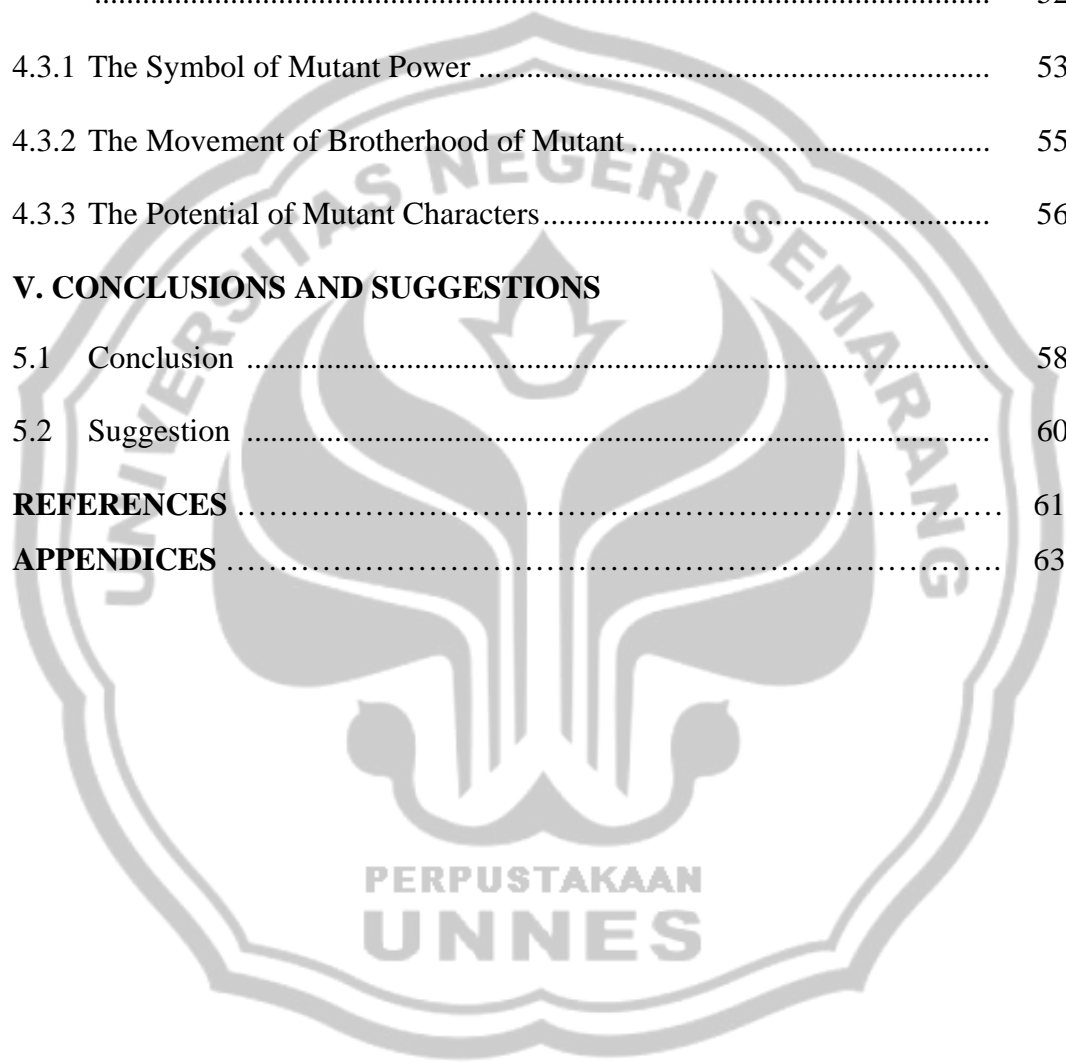 ................................................................................................ 52
4.3.1 The Symbol of Mutant Power ....................................................... 53
4.3.2 The Movement of Brotherhood of Mutant ....................................... 55
4.3.3 The Potential of Mutant Characters ................................................ 56
V. CONCLUSIONS AND SUGGESTIONS
5.1 Conclusion ................................................................................ 58
5.2 Suggestion ................................................................................ 60
REFERENCES ………………………………………………………………… 61
APPENDICES …………………………………………………………………. 63
UNIVERSITAS NEGERI SEMARANG
PERPUSTAKAAN
UNNES